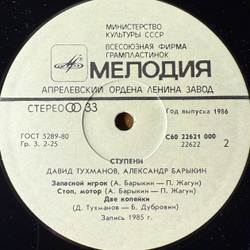 МИНИСТЕРСТВО
КУЛЬТУРЫ СССР
ВСЕСОЮЗНАЯ ФИРМА
ГРАМПЛАСТИНОК
МЕЛОДИЯ
АПРЕЛЕВСКИЙ ОРДЕНА ЛЕНИНА ЗАВОД
СТЕРЕО 33
Год выпуска 1986
ГОСТ 5289-80
Гр. 3. 2-25
С60 22621 000
22622 2
СТУПЕНИ
ДАВИД ТУХМАНОВ, АЛЕКСАНДР БАРЫКИН
Запасной игрок (А. Барыкин — П. Жагун)
Стоп, мотор (А. Барыкин — П. Жагун)
Две копейки
(Д. Тухманов — Б. Дубровин)
Запись 1985 г.